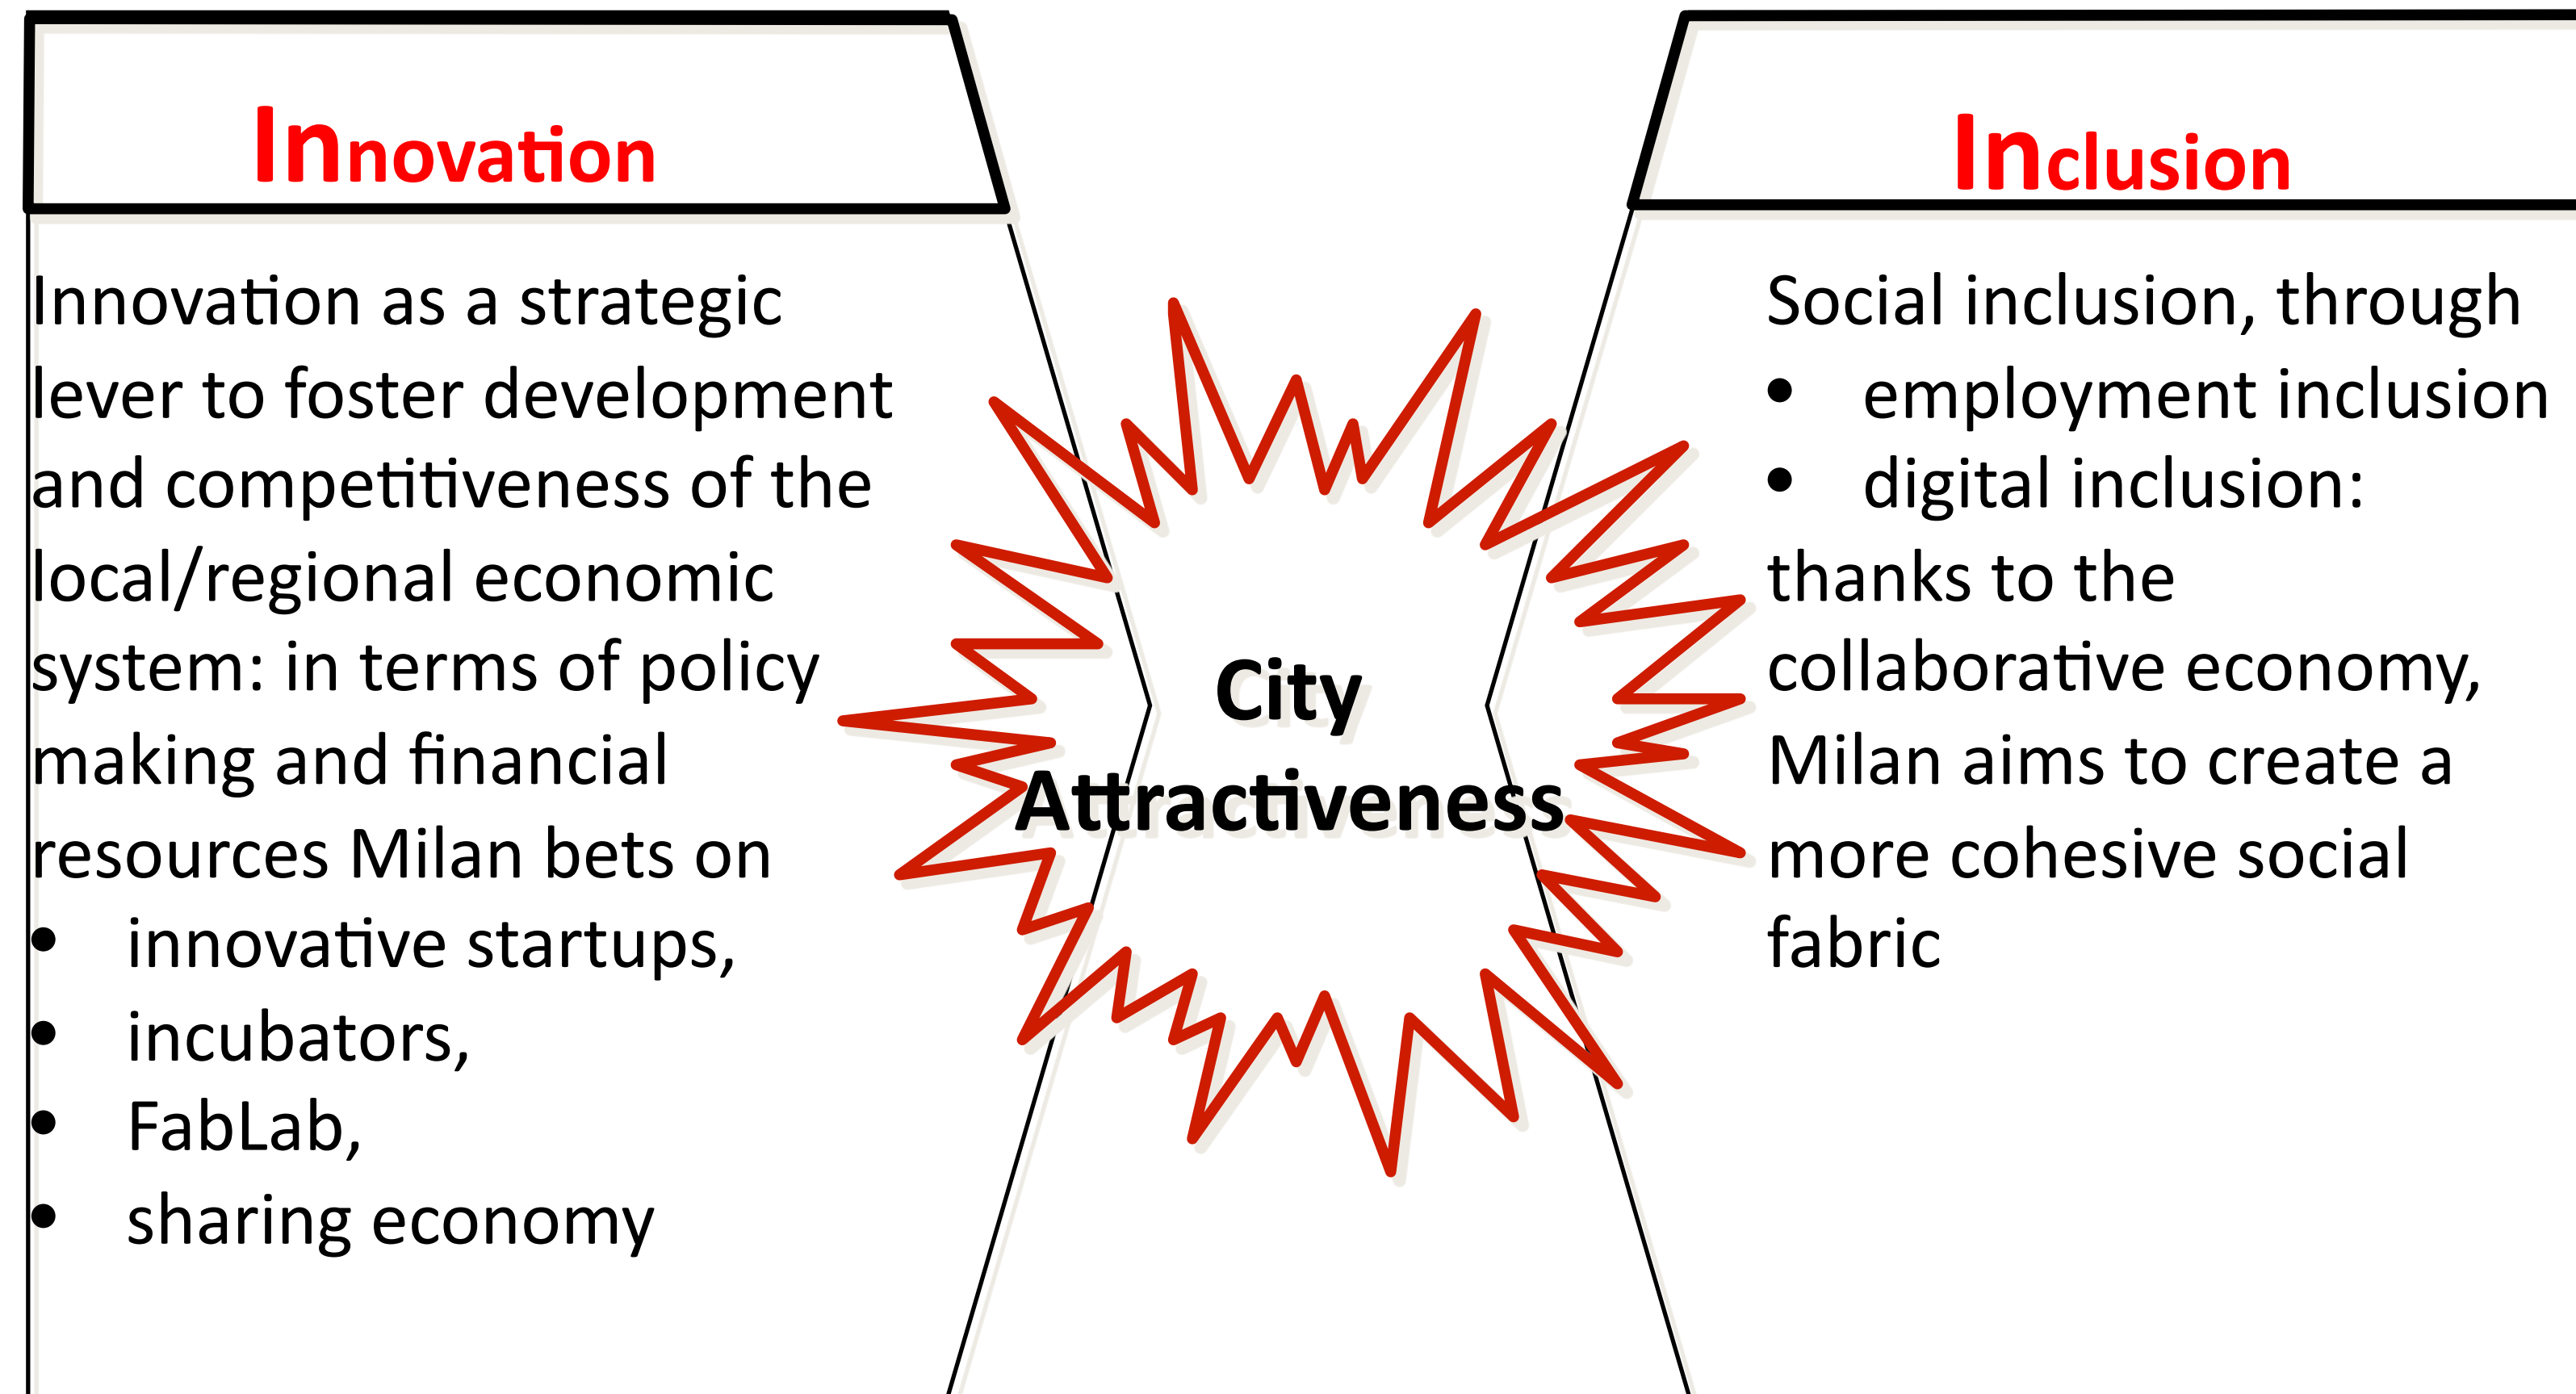 Innovation
Innovation as a strategic
lever to foster development
and competitiveness of the
local/regional economic
system: in terms of policy
making and financial
resources Milan bets on
• innovative startups,
• incubators,
• FabLab,
• sharing economy
City
Attractiveness
Inclusion
Social inclusion, through
• employment inclusion
• digital inclusion:
thanks to the
collaborative economy,
Milan aims to create a
more cohesive social
fabric